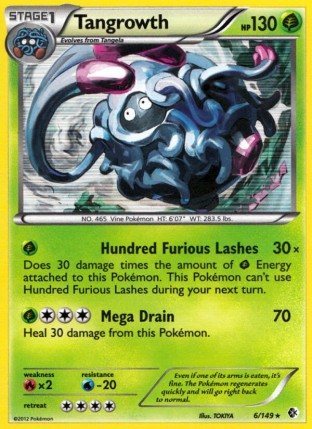 STAGE1
Tangrowth
HP130
Evolves from Tangela
NO. 465 Vine Pokémon HT: 6'07" WT: 283.5 lbs.
Hundred Furious Lashes 30×
Does 30 damage times the amount of Energy
attached to this Pokémon. This Pokémon can't use
Hundred Furious Lashes during your next turn.
Mega Drain 70
Heal 30 damage from this Pokémon.
weakness resistance
×2 -20
retreat
Even if one of its arms is eaten, it's
fine. The Pokémon regenerates
quickly and will go right back
to normal.
©2012 Pokémon
Illus. TOKIYA
6/149 ★